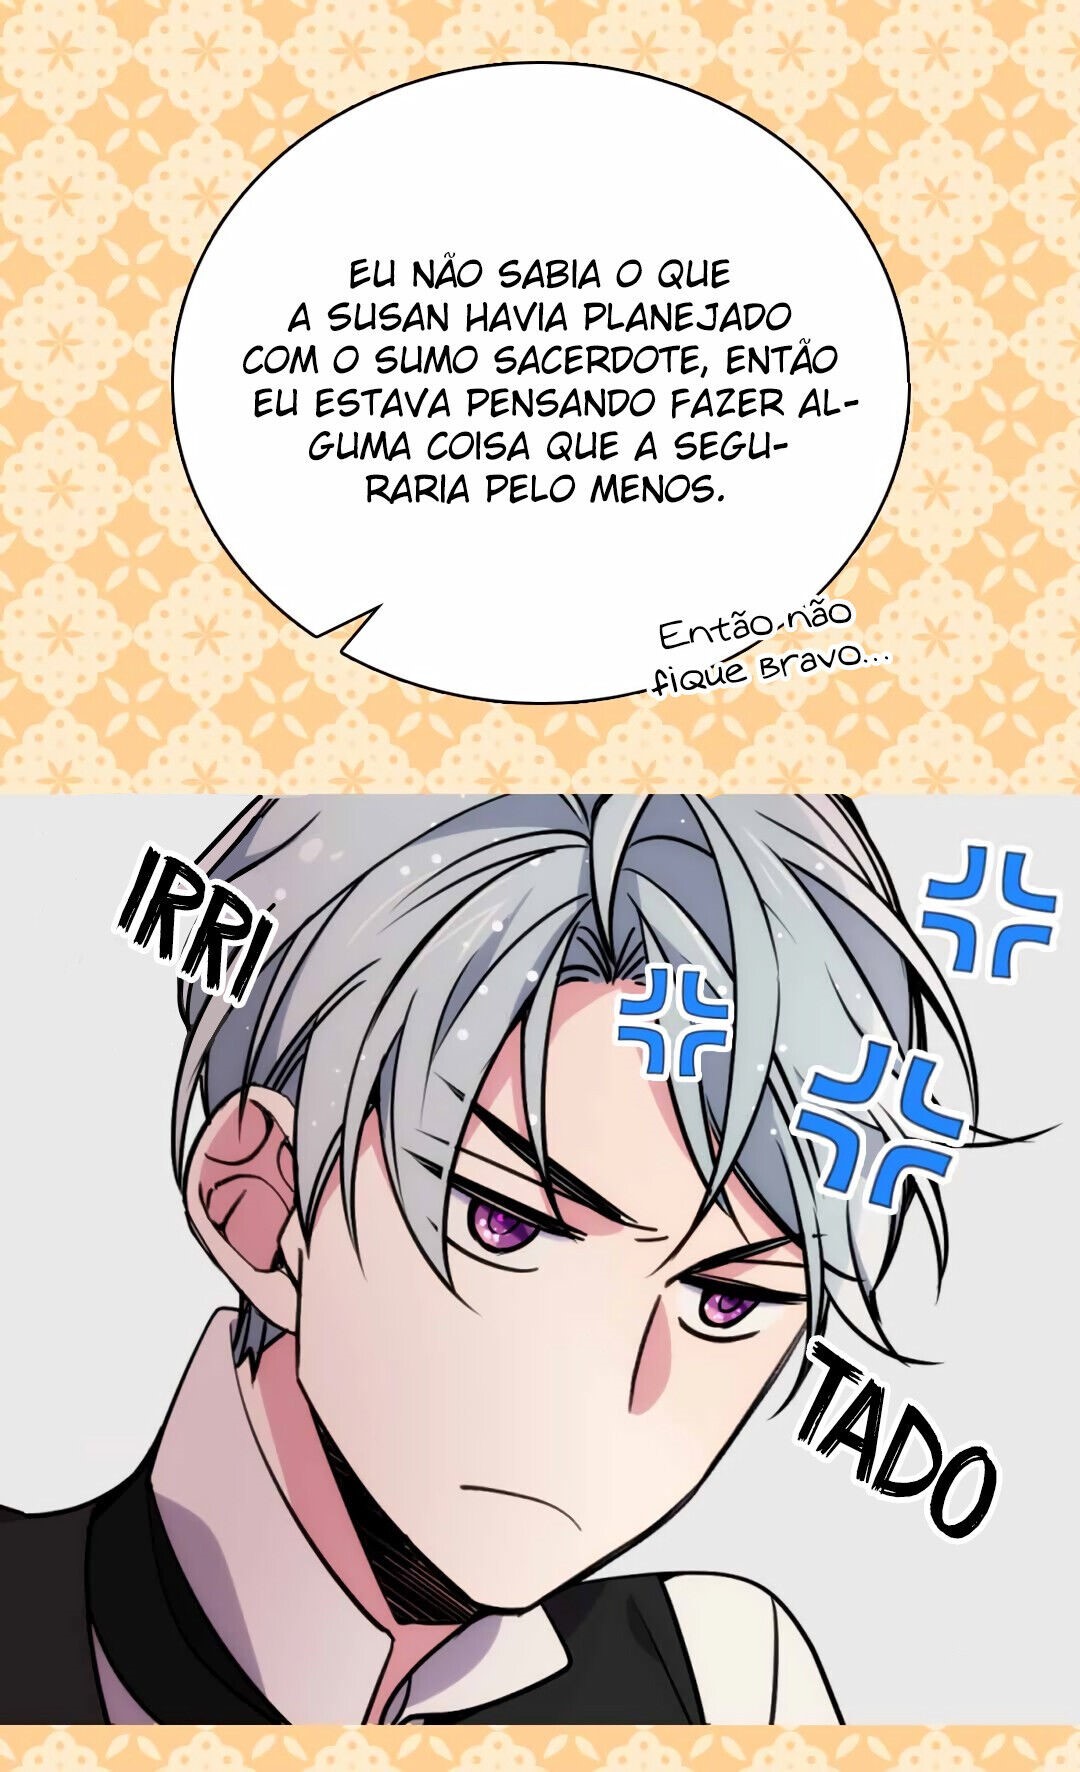 EU NÃO SABIA O QUE
A SUSAN HAVIA PLANEJADO
COM O SUMO SACERDOTE, ENTÃO
EU ESTAVA PENSANDO FAZER AL-
GUMA COISA QUE A SEGU-
RARIA PELO MENOS.
Então não
fique Bravo...
IRRI
TADO